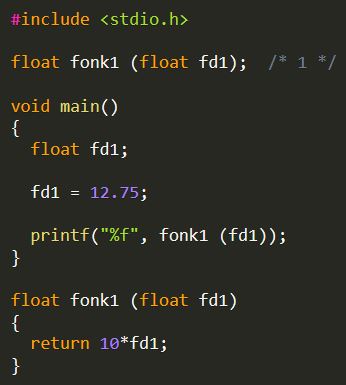 #include <stdio.h>
float fonk1 (float fd1);  /* 1 */
void main()
{
  float fd1;
  fd1 = 12.75;
  printf("%f", fonk1 (fd1));
}
float fonk1 (float fd1)
{
  return 10*fd1;
}